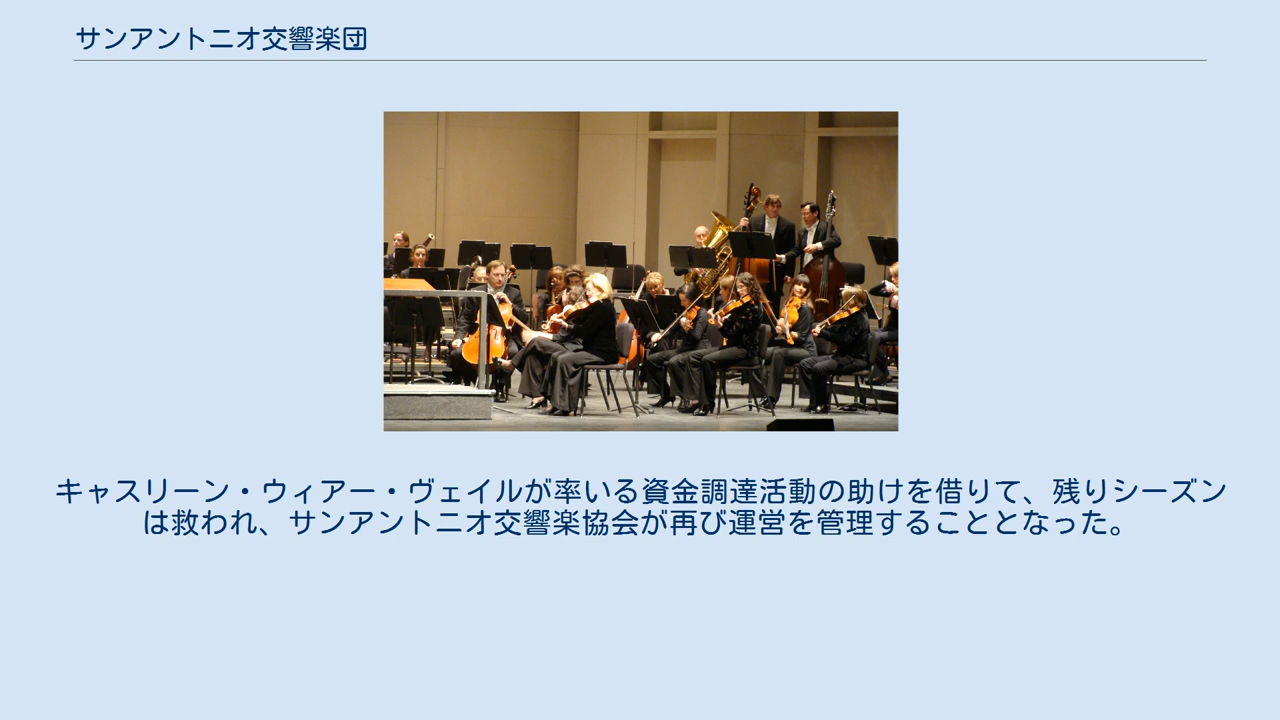 サンアントニオ交響楽団
キャスリーン・ウィアー・ヴェイルが率いる資金調達活動の助けを借りて、残りシーズン
は救われ、サンアントニオ交響楽協会が再び運営を管理することとなった。